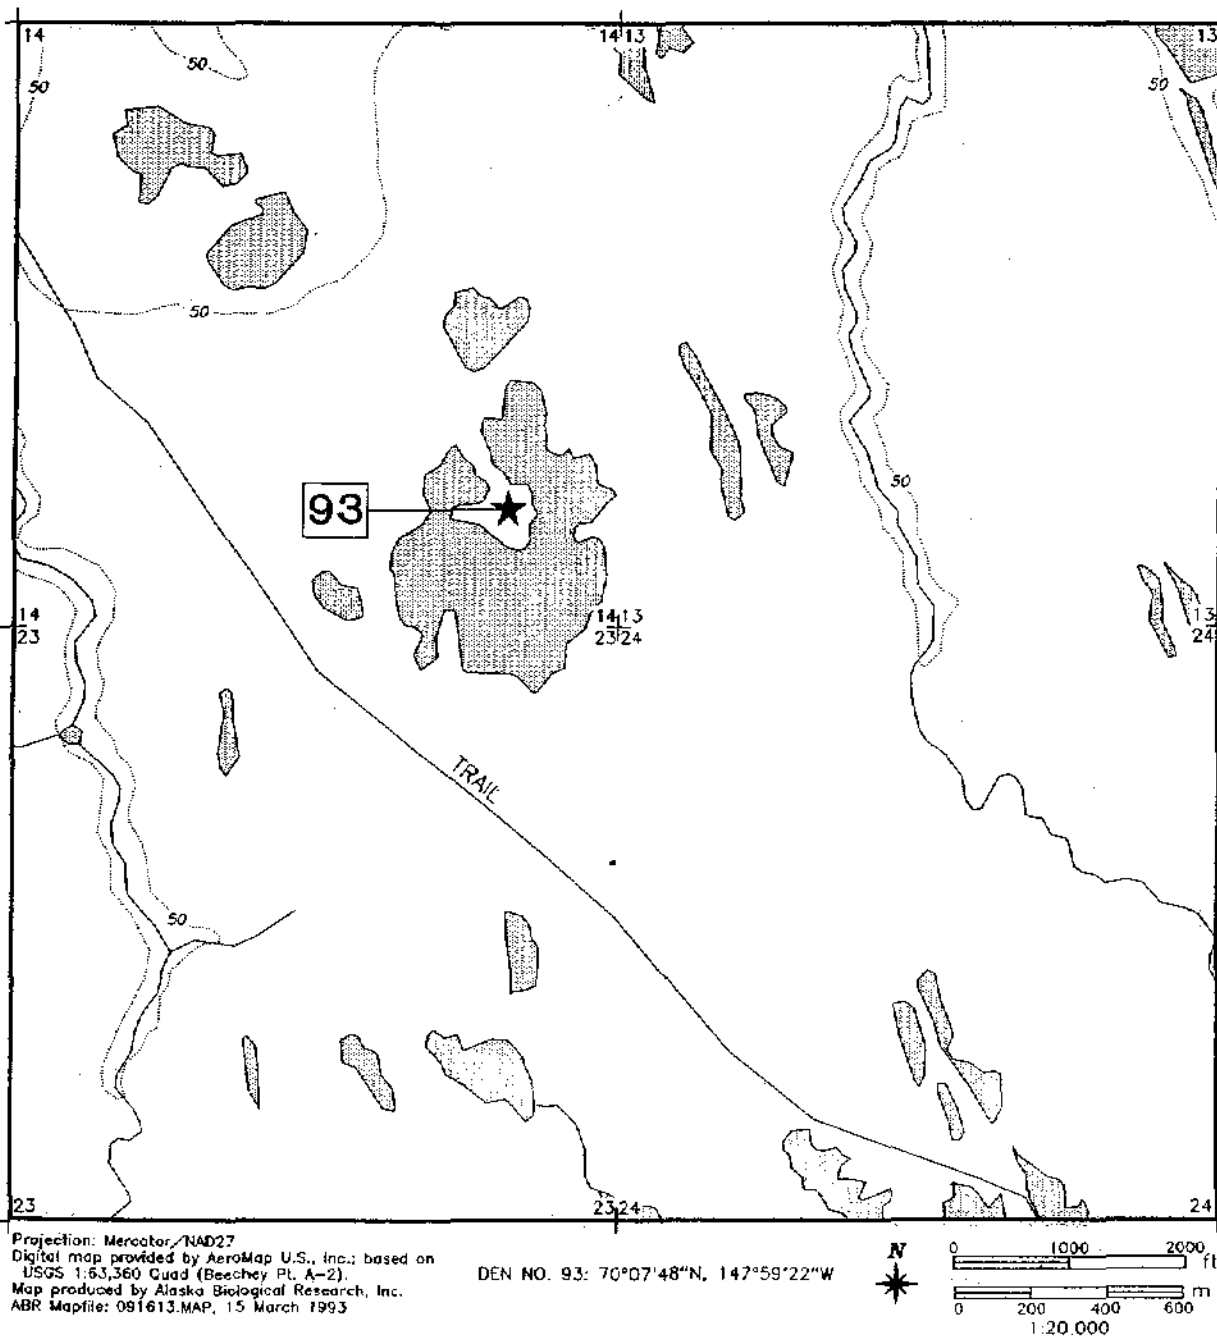 14
14 13
13
50
50
50
50
50
93
14
23
14 13
23 24
13
24
TRAIL
50
23
23 24
24
Projection: Mercator/NAD27
Digital map provided by AeroMap U.S., Inc.; based on
USGS 1:63,360 Quad (Beechey Pt. A-2).
Map produced by Alaska Biological Research, Inc.
ABR Mapfile: 091613.MAP, 15 March 1993
DEN NO. 93: 70°07'48"N, 147°59'22"W
N
0 1000 2000 ft
0 200 400 600 m
1:20,000